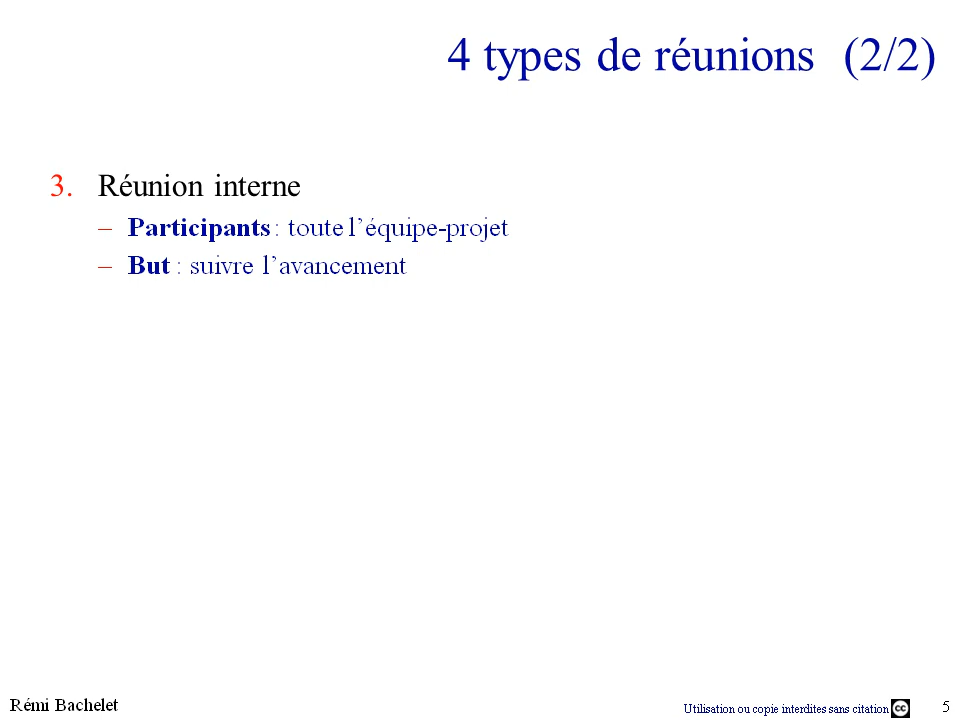 4 types de réunions (2/2)
3. Réunion interne
– Participants : toute l’équipe-projet
– But : suivre l’avancement
Rémi Bachelet
Utilisation ou copie interdites sans citation cc
5